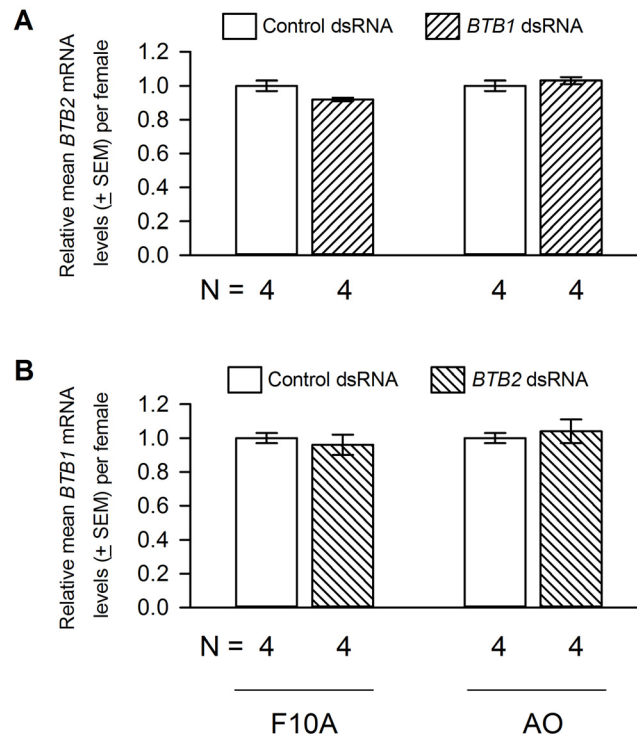 A
Control dsRNA BTB1 dsRNA
Relative mean BTB2 mRNA
levels (± SEM) per female
1.2
1.0
0.8
0.6
0.4
0.2
0.0
N = 4 4 4 4
B
Control dsRNA BTB2 dsRNA
Relative mean BTB1 mRNA
levels (± SEM) per female
1.2
1.0
0.8
0.6
0.4
0.2
0.0
N = 4 4 4 4
F10A AO